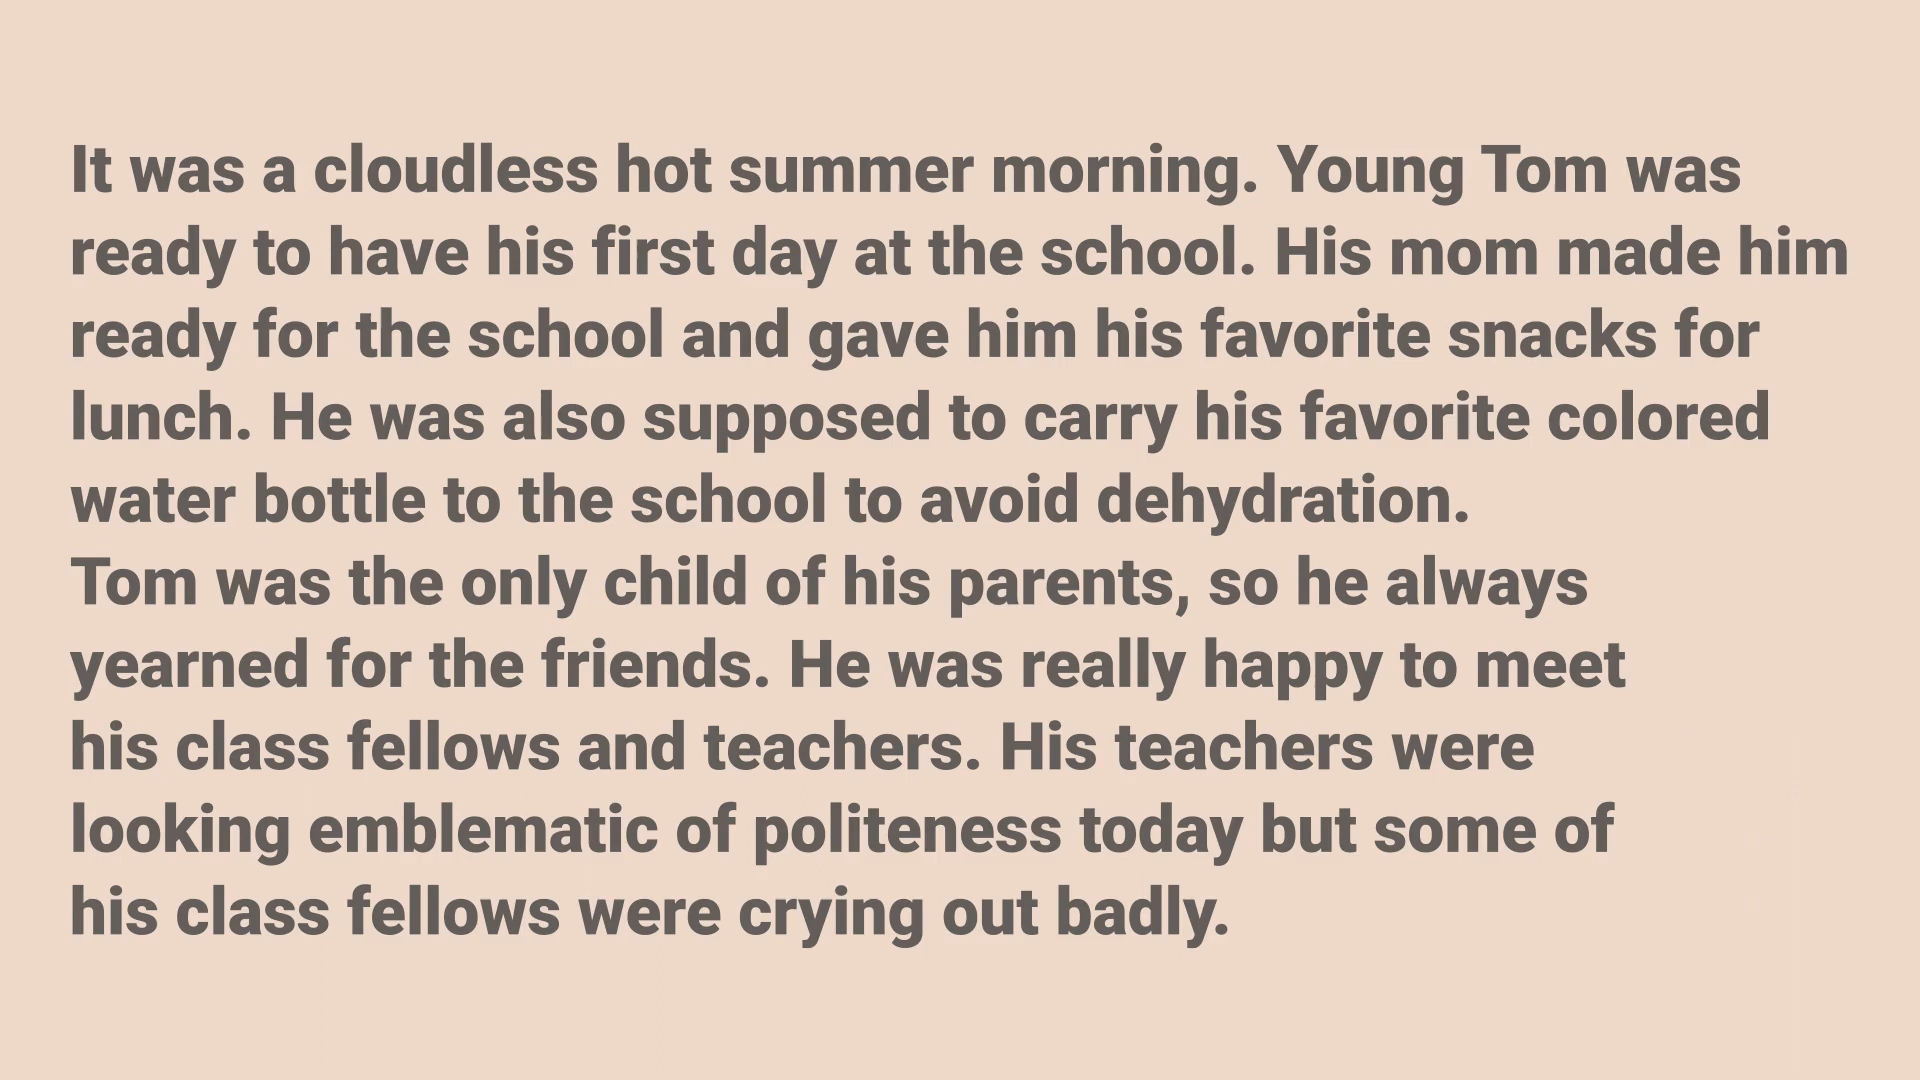 It was a cloudless hot summer morning. Young Tom was
ready to have his first day at the school. His mom made him
ready for the school and gave him his favorite snacks for
lunch. He was also supposed to carry his favorite colored
water bottle to the school to avoid dehydration.
Tom was the only child of his parents, so he always
yearned for the friends. He was really happy to meet
his class fellows and teachers. His teachers were
looking emblematic of politeness today but some of
his class fellows were crying out badly.